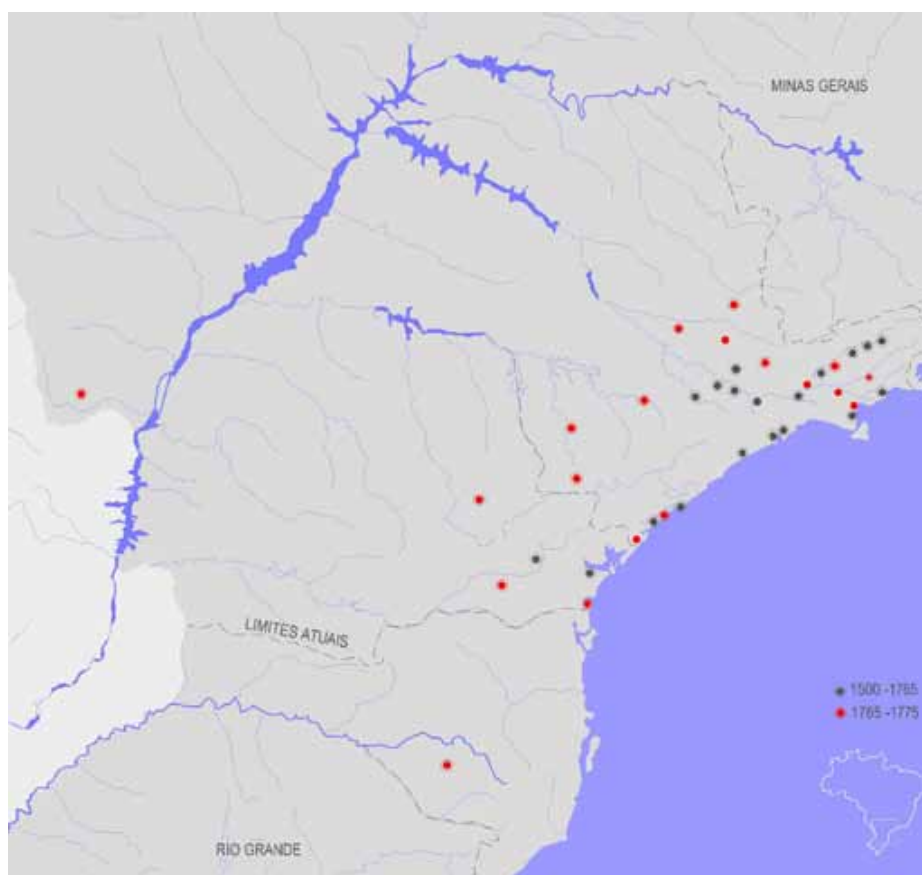 MINAS GERAIS
LIMITES ATUAIS
1500 -1765
1765 -1775
RIO GRANDE